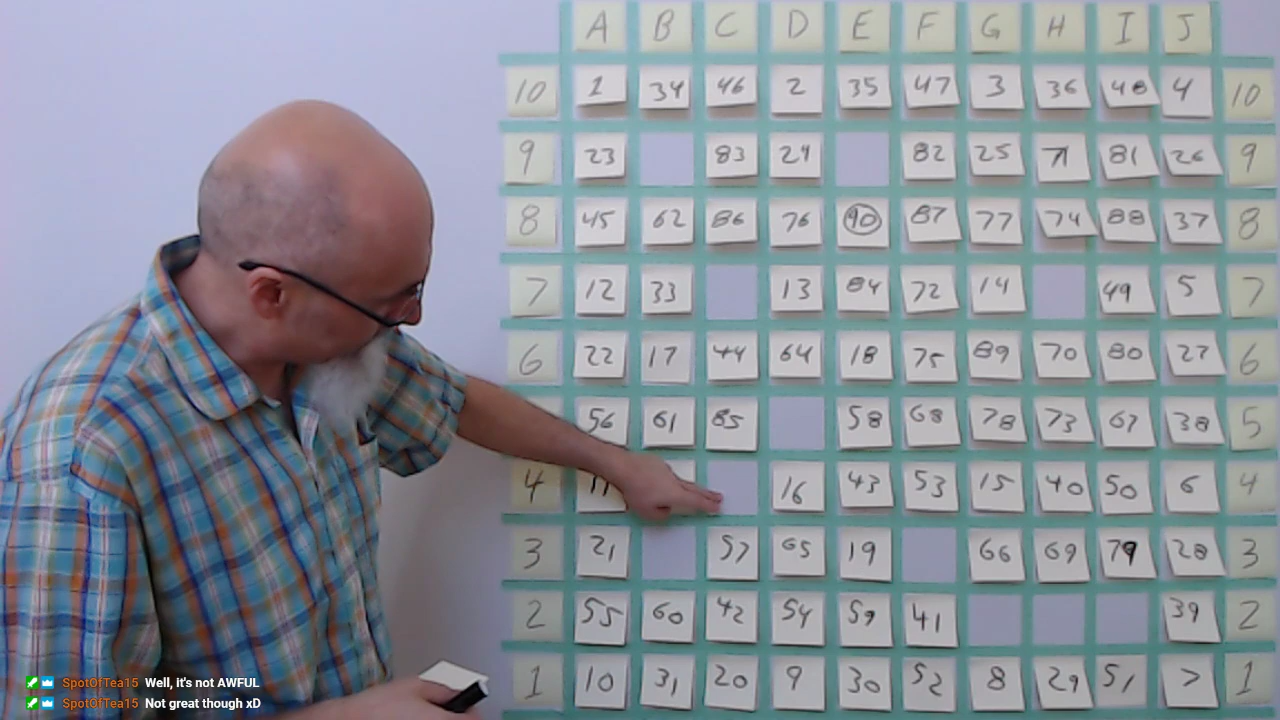 A B C D E F G H I J
10 1 34 46 2 35 47 3 36 48 4 10
9 23 83 24 82 25 71 81 26 9
8 45 62 86 76 90 87 77 74 88 37 8
7 12 33 13 84 72 14 49 5 7
6 22 17 44 64 18 75 89 70 80 27 6
56 61 85 58 68 78 73 67 38 5
4 11 16 43 53 15 40 50 6 4
3 21 57 65 19 66 69 79 28 3
2 55 60 42 54 59 41 39 2
1 10 31 20 9 30 52 8 29 51 7 1
SpotOfTea15 Well, it's not AWFUL
SpotOfTea15 Not great though xD